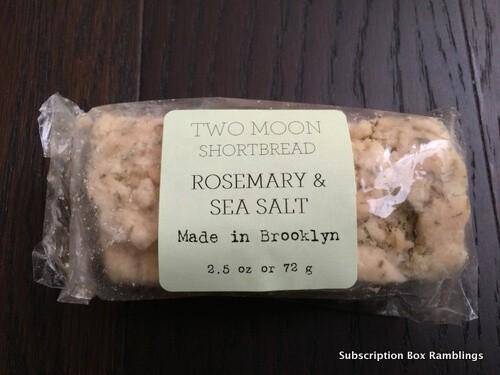 TWO MOON
SHORTBREAD
ROSEMARY &
SEA SALT
Made in Brooklyn
2.5 oz or 72 g
Subscription Box Ramblings